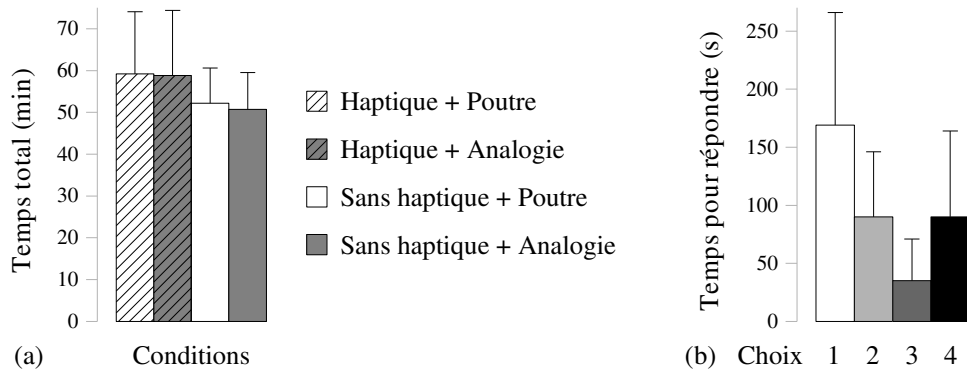 Temps total (min)
70
60
50
40
30
20
10
0
(a)
Conditions
Haptique + Poutre
Haptique + Analogie
Sans haptique + Poutre
Sans haptique + Analogie
Temps pour répondre (s)
250
200
150
100
50
0
(b) Choix 1 2 3 4